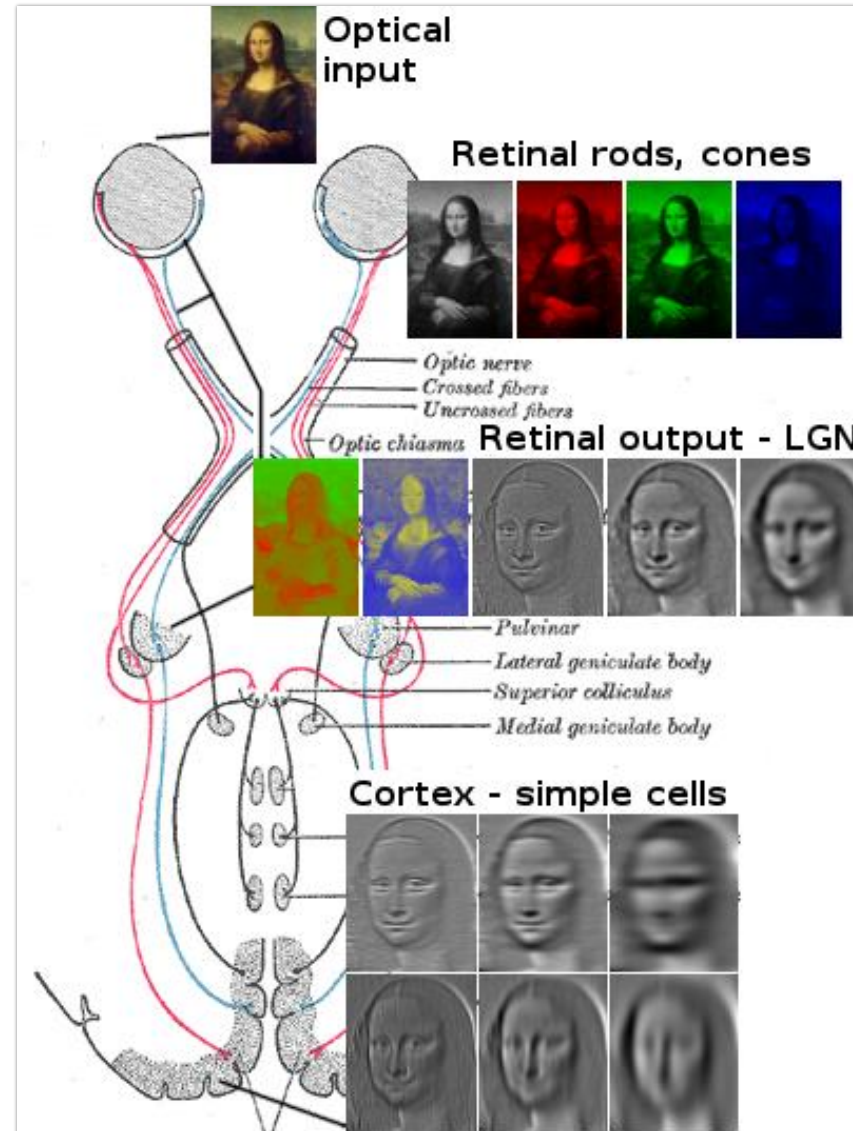 Optical
input
Retinal rods, cones
Optic nerve
Crossed fibers
Uncrossed fibers
Optic chiasma
Retinal output - LGN
Pulvinar
Lateral geniculate body
Superior colliculus
Medial geniculate body
Cortex - simple cells